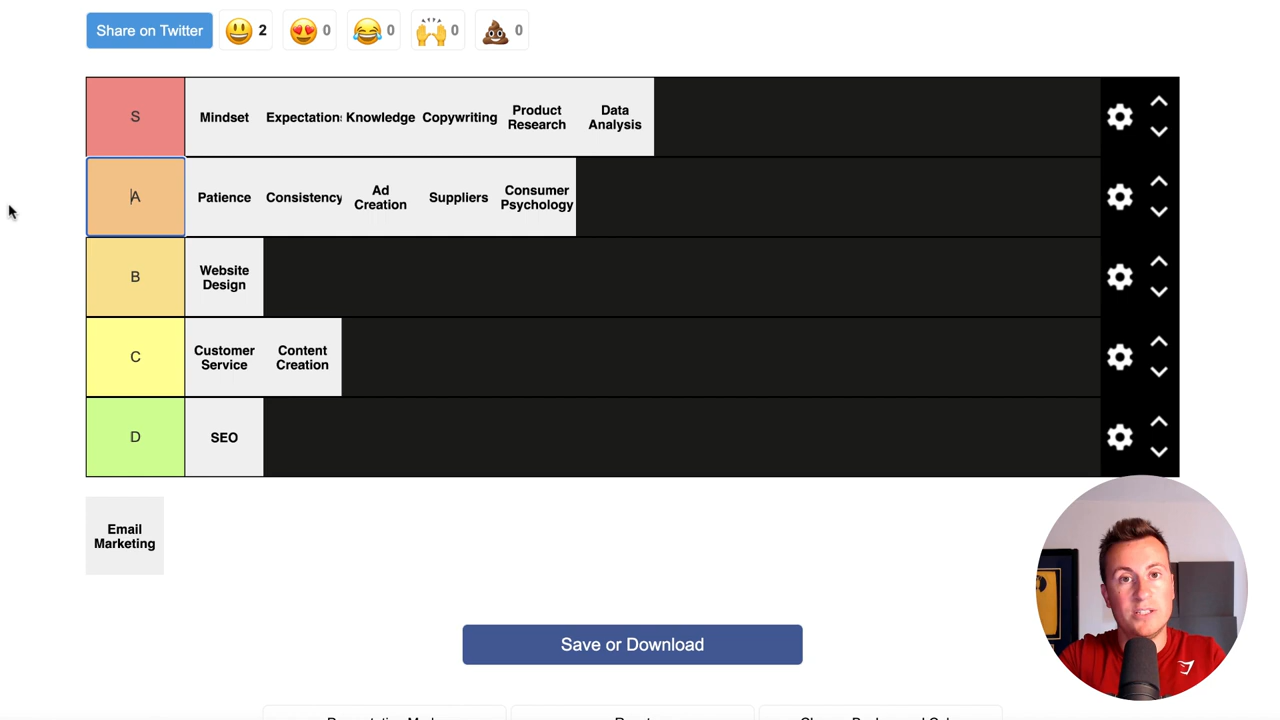 Share on Twitter 2 0 0 0 0
S Mindset Expectation Knowledge Copywriting Product Research Data Analysis
A Patience Consistency Ad Creation Suppliers Consumer Psychology
B Website Design
C Customer Service Content Creation
D SEO
Email
Marketing
Save or Download